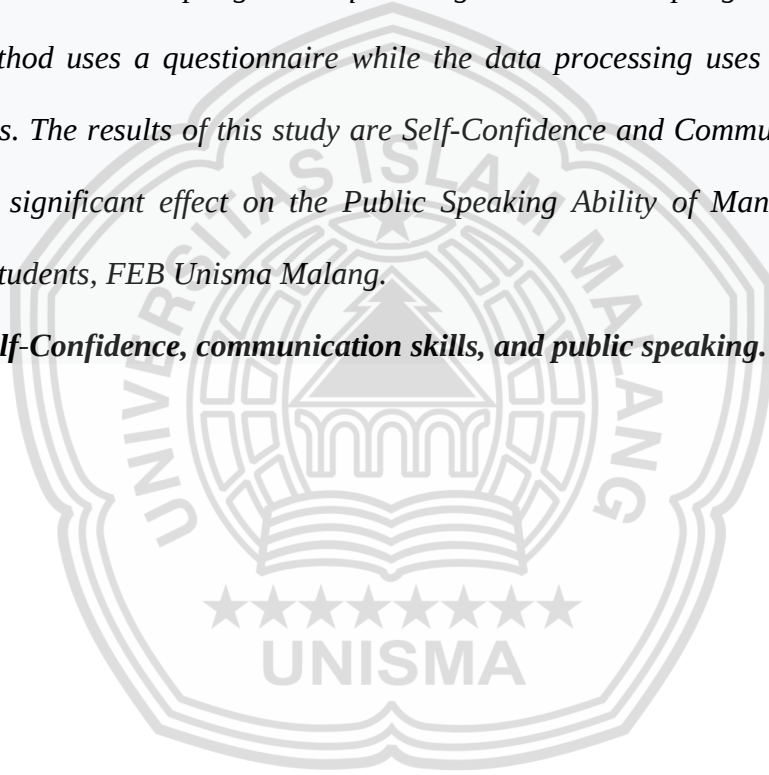 thod uses a questionnaire while the data processing uses
s. The results of this study are Self-Confidence and Commu
significant effect on the Public Speaking Ability of Man
tudents, FEB Unisma Malang.
lf-Confidence, communication skills, and public speaking.
UNIVERSITAS ISLAM MALANG
UNISMA